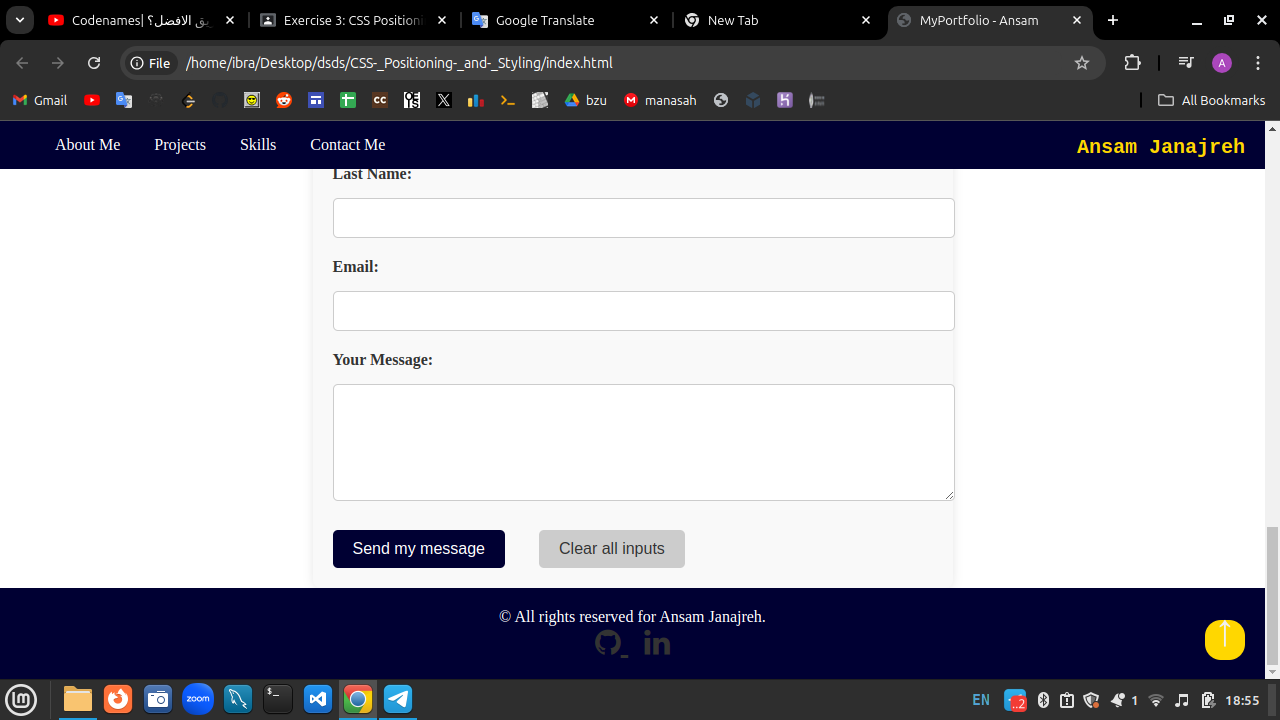 Codenames| ريق الافضل؟
Exercise 3: CSS Positioni
Google Translate
New Tab
MyPortfolio - Ansam
File
/home/ibra/Desktop/dsds/CSS-_Positioning-_and-_Styling/index.html
Gmail
bzu
manasah
All Bookmarks
About Me
Projects
Skills
Contact Me
Ansam Janajreh
Last Name:
Email:
Your Message:
Send my message
Clear all inputs
© All rights reserved for Ansam Janajreh.
zoom
EN
1
18:55